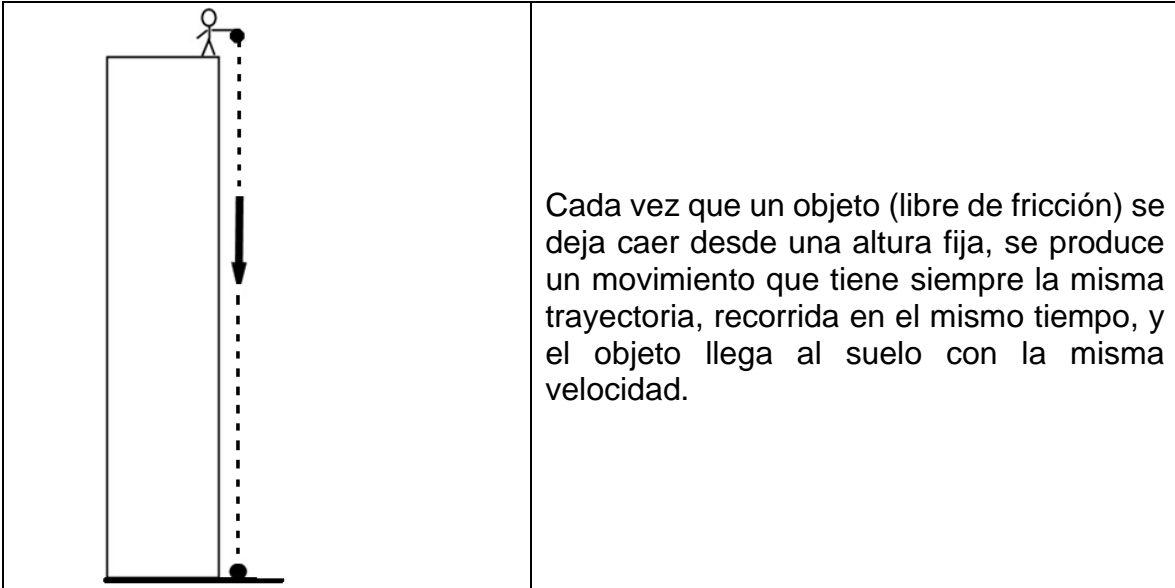 Cada vez que un objeto (libre de fricción) se
deja caer desde una altura fija, se produce
un movimiento que tiene siempre la misma
trayectoria, recorrida en el mismo tiempo, y
el objeto llega al suelo con la misma
velocidad.